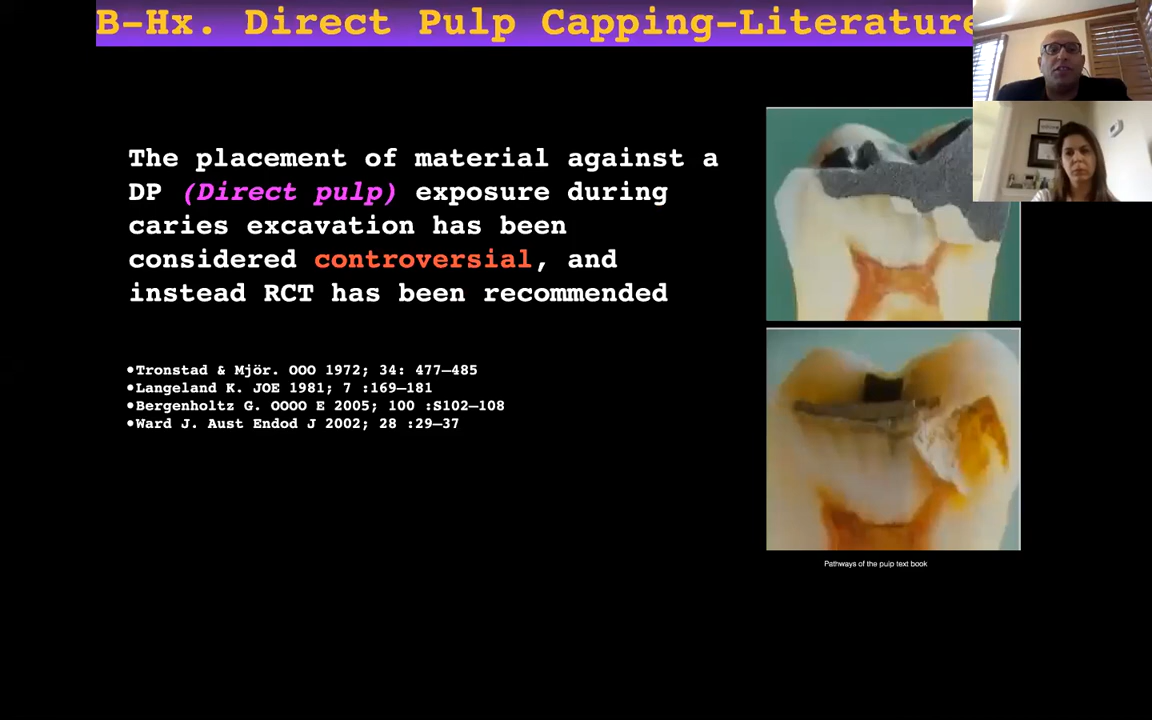 B-Hx. Direct Pulp Capping-Literature
The placement of material against a
DP (Direct pulp) exposure during
caries excavation has been
considered controversial, and
instead RCT has been recommended
•Tronstad & Mjör. OOO 1972; 34: 477–485
•Langeland K. JOE 1981; 7 :169–181
•Bergenholtz G. OOOO E 2005; 100 :S102–108
•Ward J. Aust Endod J 2002; 28 :29–37
Pathways of the pulp text book